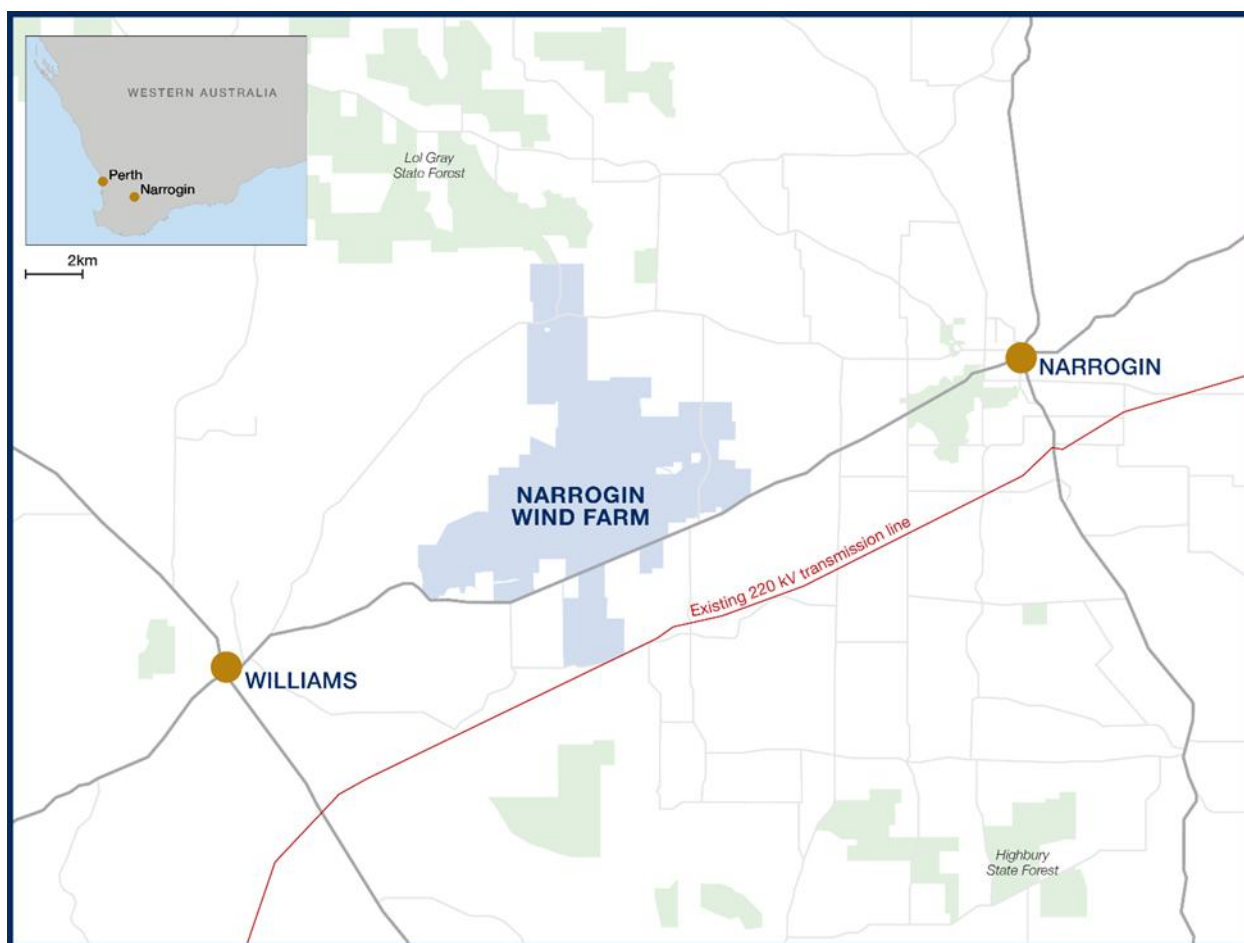 WESTERN AUSTRALIA
Perth
Narrogin
2km
Lol Gray
State Forest
NARROGIN
NARROGIN
WIND FARM
Existing 220 kV transmission line
WILLIAMS
Highbury
State Forest